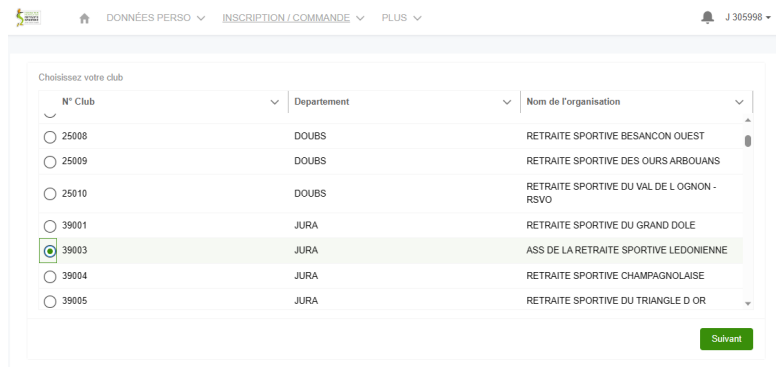 DONNÉES PERSO INSCRIPTION / COMMANDE PLUS J 305998
Choisissez votre club
N° Club Departement Nom de l'organisation
25008 DOUBS RETRAITE SPORTIVE BESANCON OUEST
25009 DOUBS RETRAITE SPORTIVE DES OURS ARBOUANS
25010 DOUBS RETRAITE SPORTIVE DU VAL DE L OGNON -
RSVO
39001 JURA RETRAITE SPORTIVE DU GRAND DOLE
39003 JURA ASS DE LA RETRAITE SPORTIVE LEDONIENNE
39004 JURA RETRAITE SPORTIVE CHAMPAGNOLAISE
39005 JURA RETRAITE SPORTIVE DU TRIANGLE D OR
Suivant